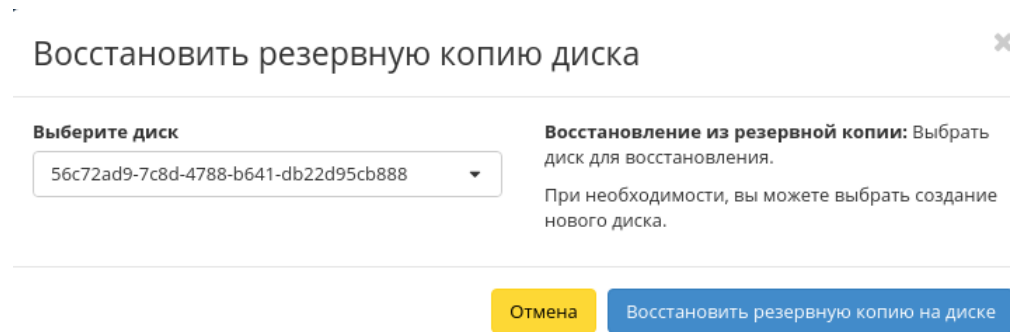 Восстановить резервную копию диска
Выберите диск
56c72ad9-7c8d-4788-b641-db22d95cb888
Восстановление из резервной копии: Выбрать
диск для восстановления.
При необходимости, вы можете выбрать создание
нового диска.
Отмена
Восстановить резервную копию на диске